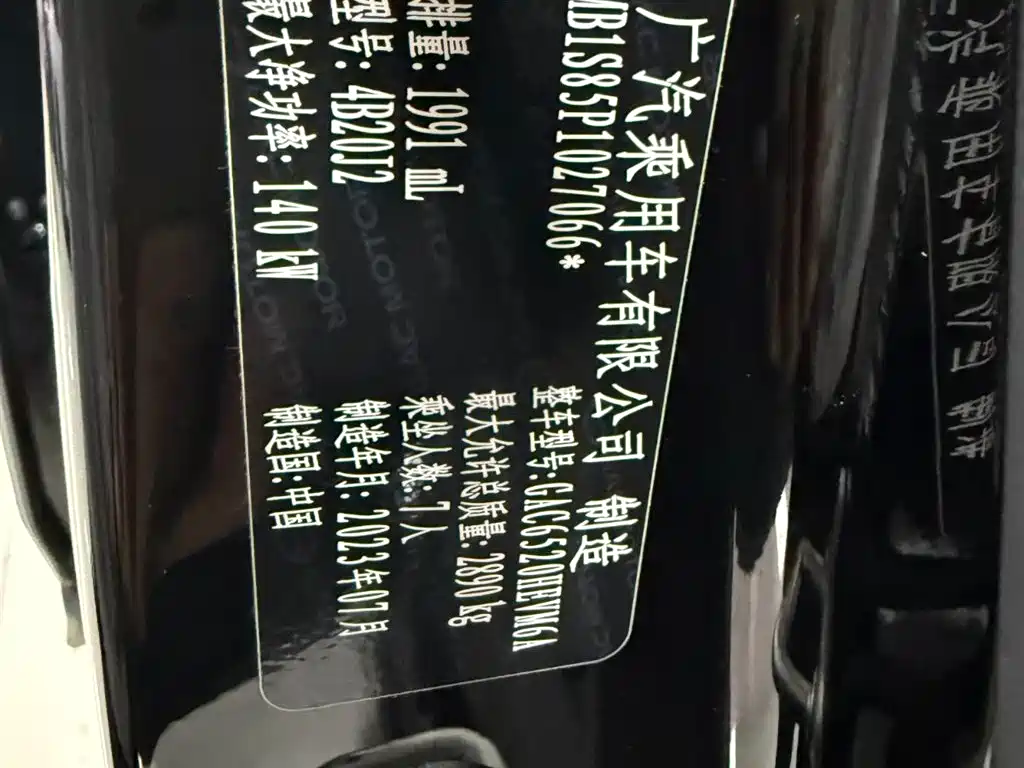 广汽乘用车有限公司 制造
MB1S85P1027066*
整车型号:GAC6520HEVM6A
排量: 1991 mL
最大允许总质量: 2890 kg
型号: 4B20J2
乘坐人数: 7 人
最大净功率: 140 kW
制造年月: 2023年07月
制造国: 中国